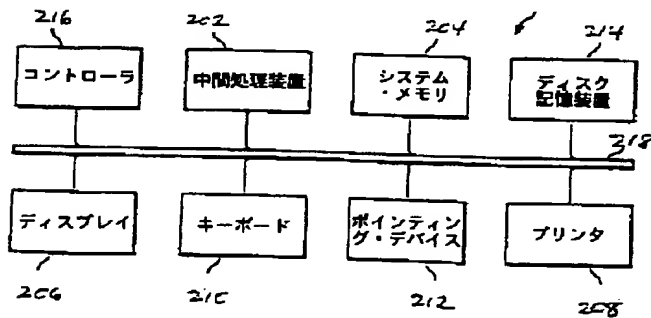 216
202
204
214
コントローラ
中間処理装置
システム
・メモリ
ディスク
記憶装置
218
ディスプレイ
キーボード
ポインティン
グ・デバイス
プリンタ
206
210
212
208